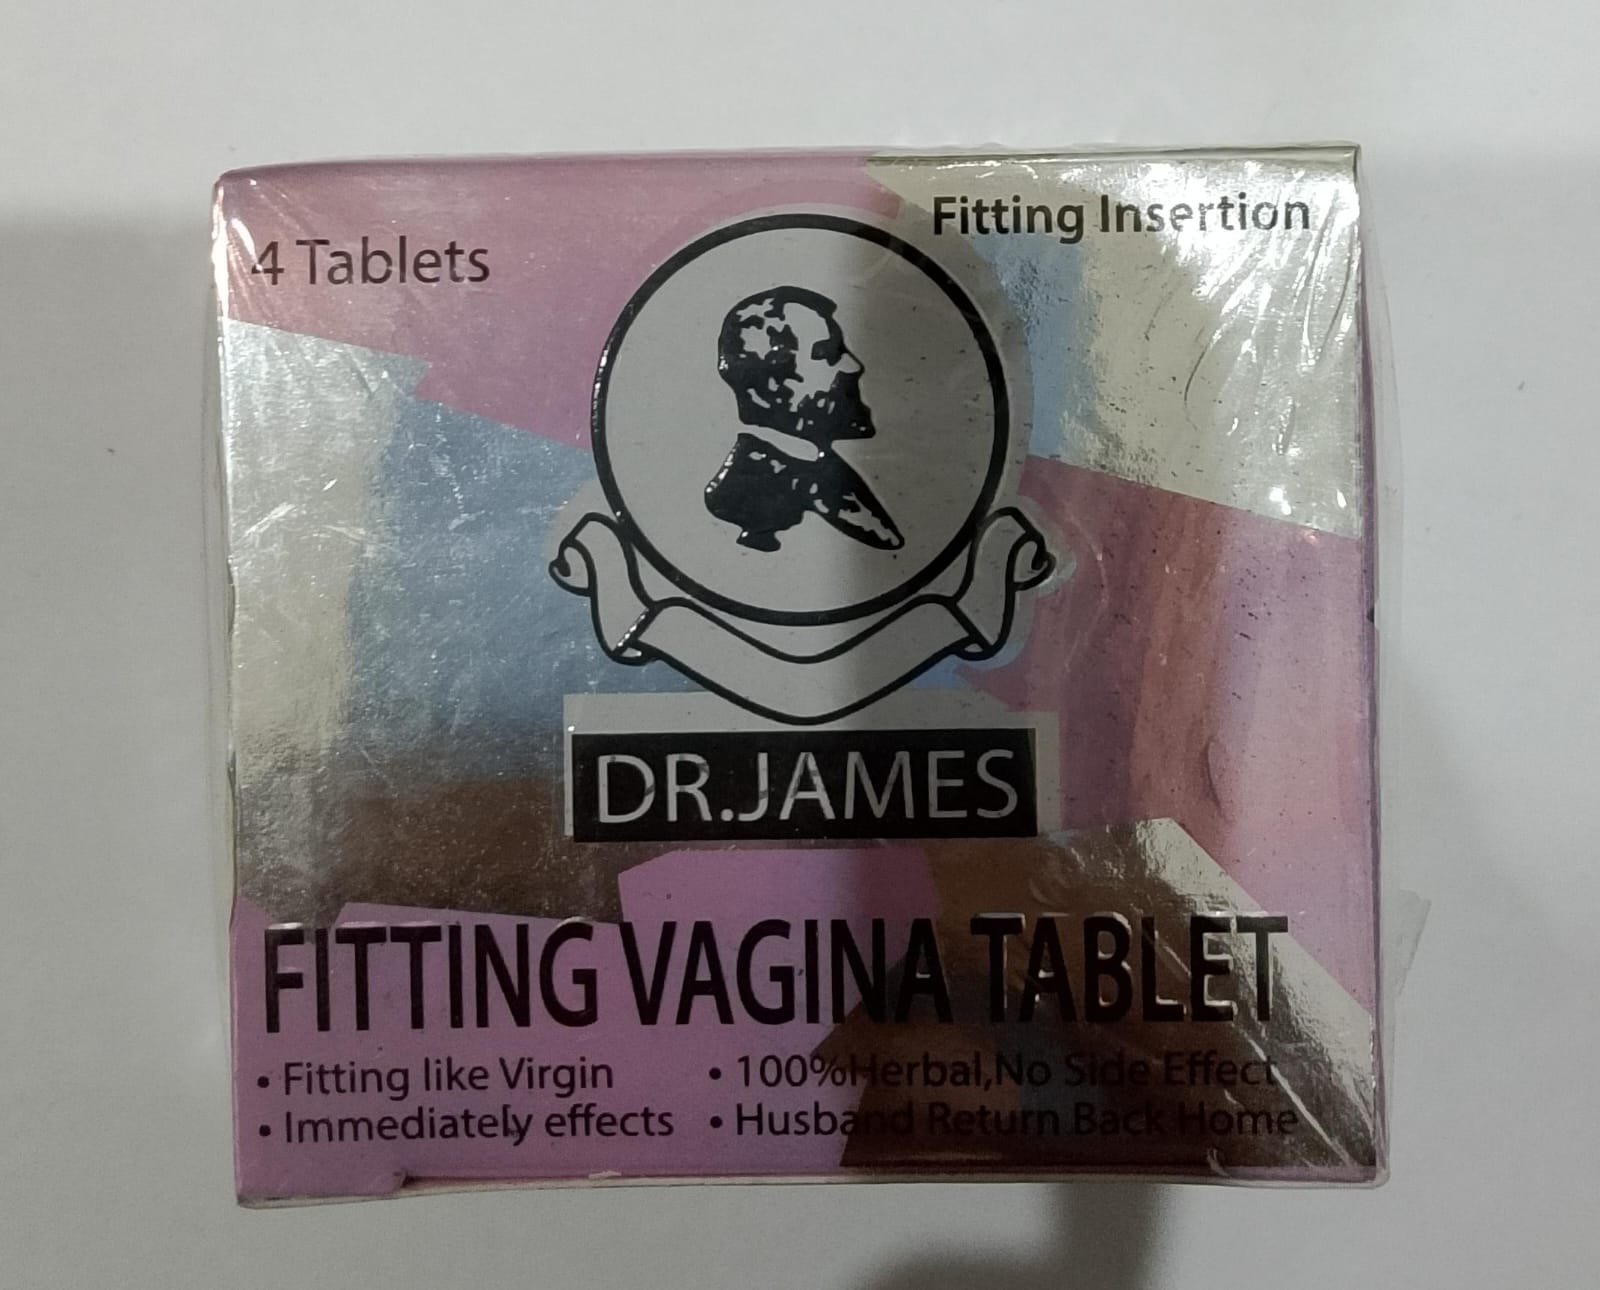 4 Tablets
Fitting Insertion
DR.JAMES
FITTING VAGINA TABLET
• Fitting like Virgin
• Immediately effects
• 100%Herbal,No Side Effect
• Husband Return Back Home